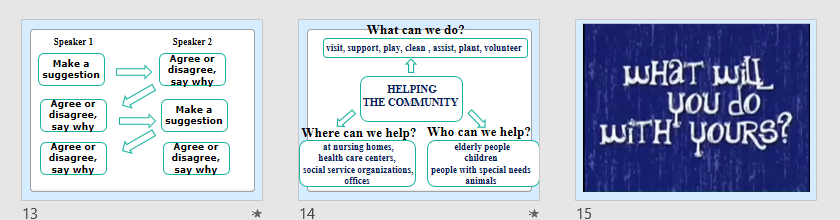 Speaker 1
Speaker 2
Make a
suggestion
Agree or
disagree,
say why
Agree or
disagree,
say why
Make a
suggestion
Agree or
disagree,
say why
Agree or
disagree,
say why
13
What can we do?
visit, support, play, clean , assist, plant, volunteer
HELPING
THE COMMUNITY
Where can we help?
at nursing homes,
health care centers,
social service organizations,
offices
Who can we help?
elderly people
children
people with special needs
animals
14
WHAT WILL
YOU DO
WITH YOURS?
15